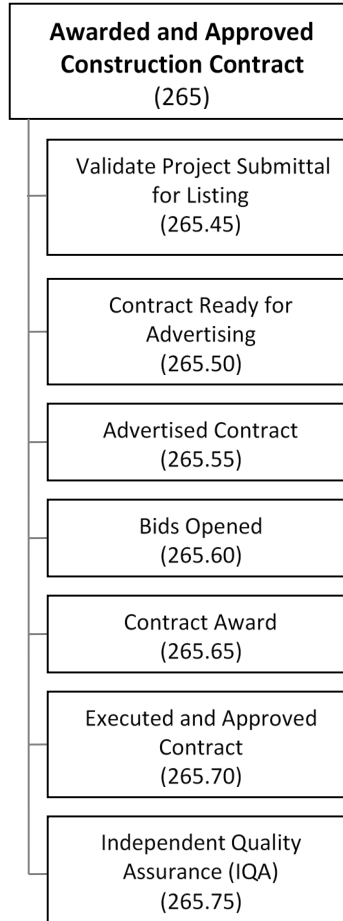 Awarded and Approved
Construction Contract
(265)
Validate Project Submittal
for Listing
(265.45)
Contract Ready for
Advertising
(265.50)
Advertised Contract
(265.55)
Bids Opened
(265.60)
Contract Award
(265.65)
Executed and Approved
Contract
(265.70)
Independent Quality
Assurance (IQA)
(265.75)